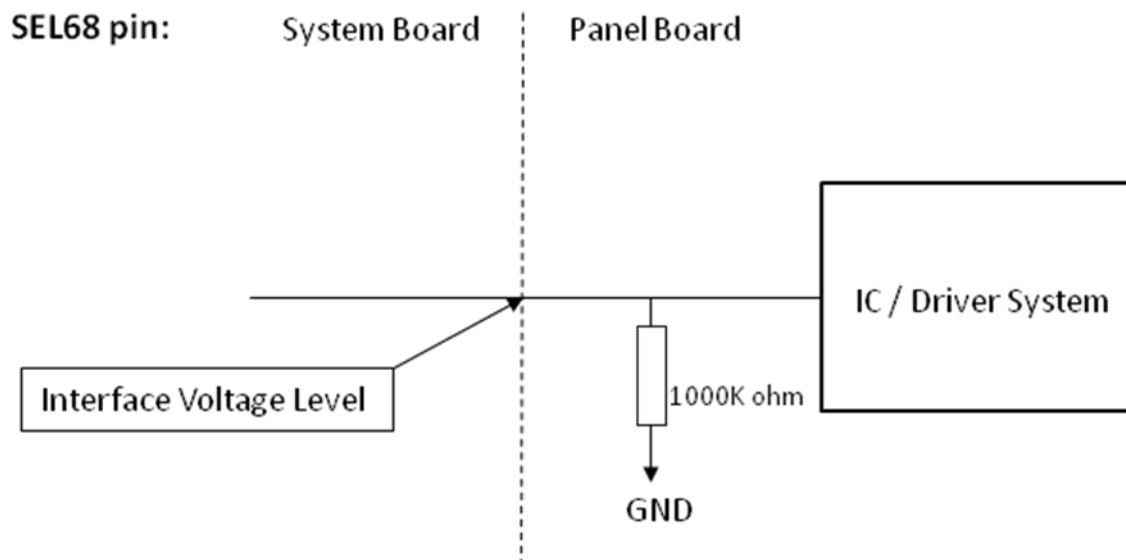 SEL68 pin:
System Board
Panel Board
IC / Driver System
Interface Voltage Level
1000K ohm
GND